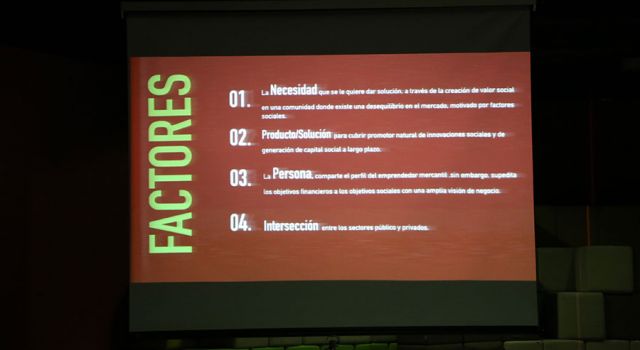 FACTORES
01. La Necesidad que se le quiere dar solución, a través de la creación de valor social
en una comunidad donde existe una desequilibrio en el mercado, motivado por factores
sociales.
02. Producto/Solución para cubrir promotor natural de innovaciones sociales y de
generación de capital social a largo plazo.
03. La Persona, comparte el perfil del emprendedor mercantil ,sin embargo, supedita
los objetivos financieros a los objetivos sociales con una amplia visión de negocio.
04. Intersección entre los sectores público y privados.